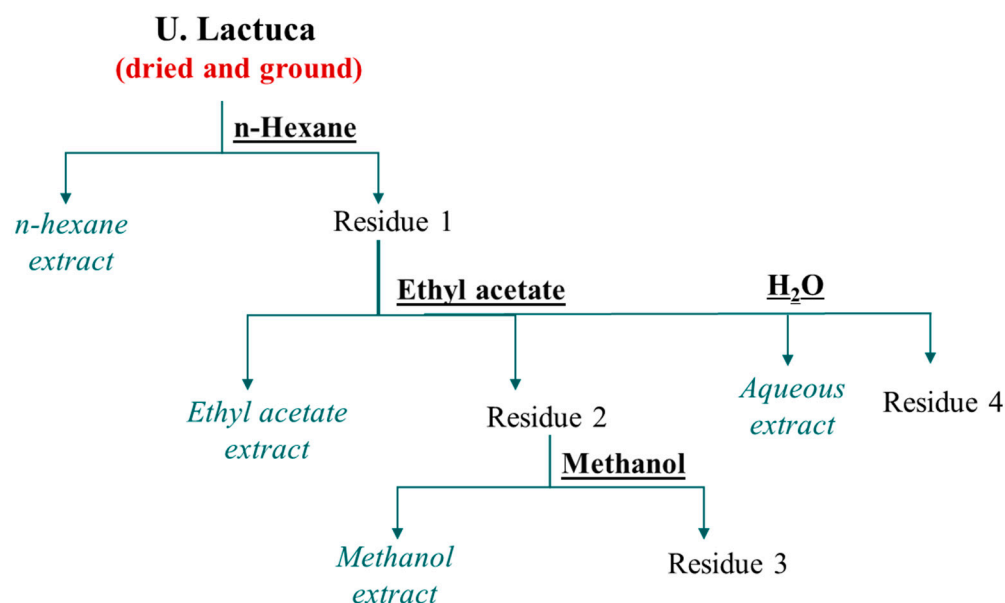 U. Lactuca
(dried and ground)
n-Hexane
n-hexane
extract
Residue 1
Ethyl acetate
H₂O
Ethyl acetate
extract
Residue 2
Aqueous
extract
Residue 4
Methanol
Methanol
extract
Residue 3